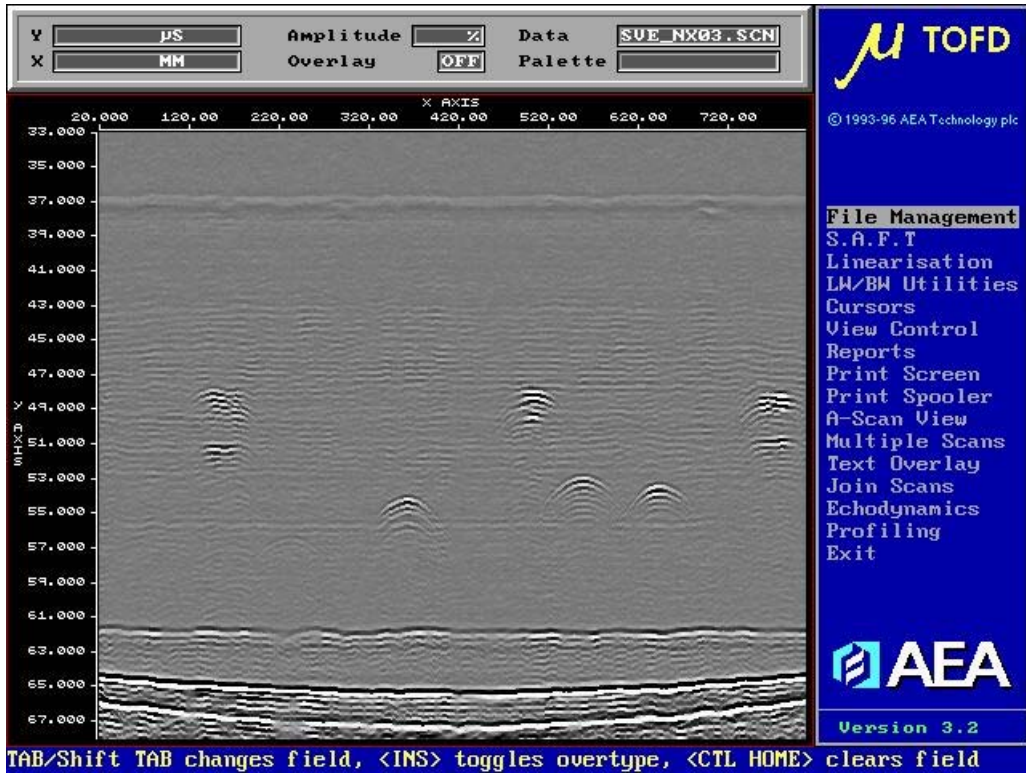 Y µS Amplitude % Data SVE_NX03.SCN
X MM Overlay OFF Palette
X AXIS
20.000 120.00 220.00 320.00 420.00 520.00 620.00 720.00
33.000
35.000
37.000
39.000
41.000
43.000
45.000
47.000
49.000
51.000
53.000
55.000
57.000
59.000
61.000
63.000
65.000
67.000
Y AXIS
µ TOFD
© 1993-96 AEA Technology plc
File Management
S.A.F.T
Linearisation
LW/BW Utilities
Cursors
View Control
Reports
Print Screen
Print Spooler
A-Scan View
Multiple Scans
Text Overlay
Join Scans
Echodynamics
Profiling
Exit
AEA
Version 3.2
TAB/Shift TAB changes field, <INS> toggles overtype, <CTL HOME> clears field